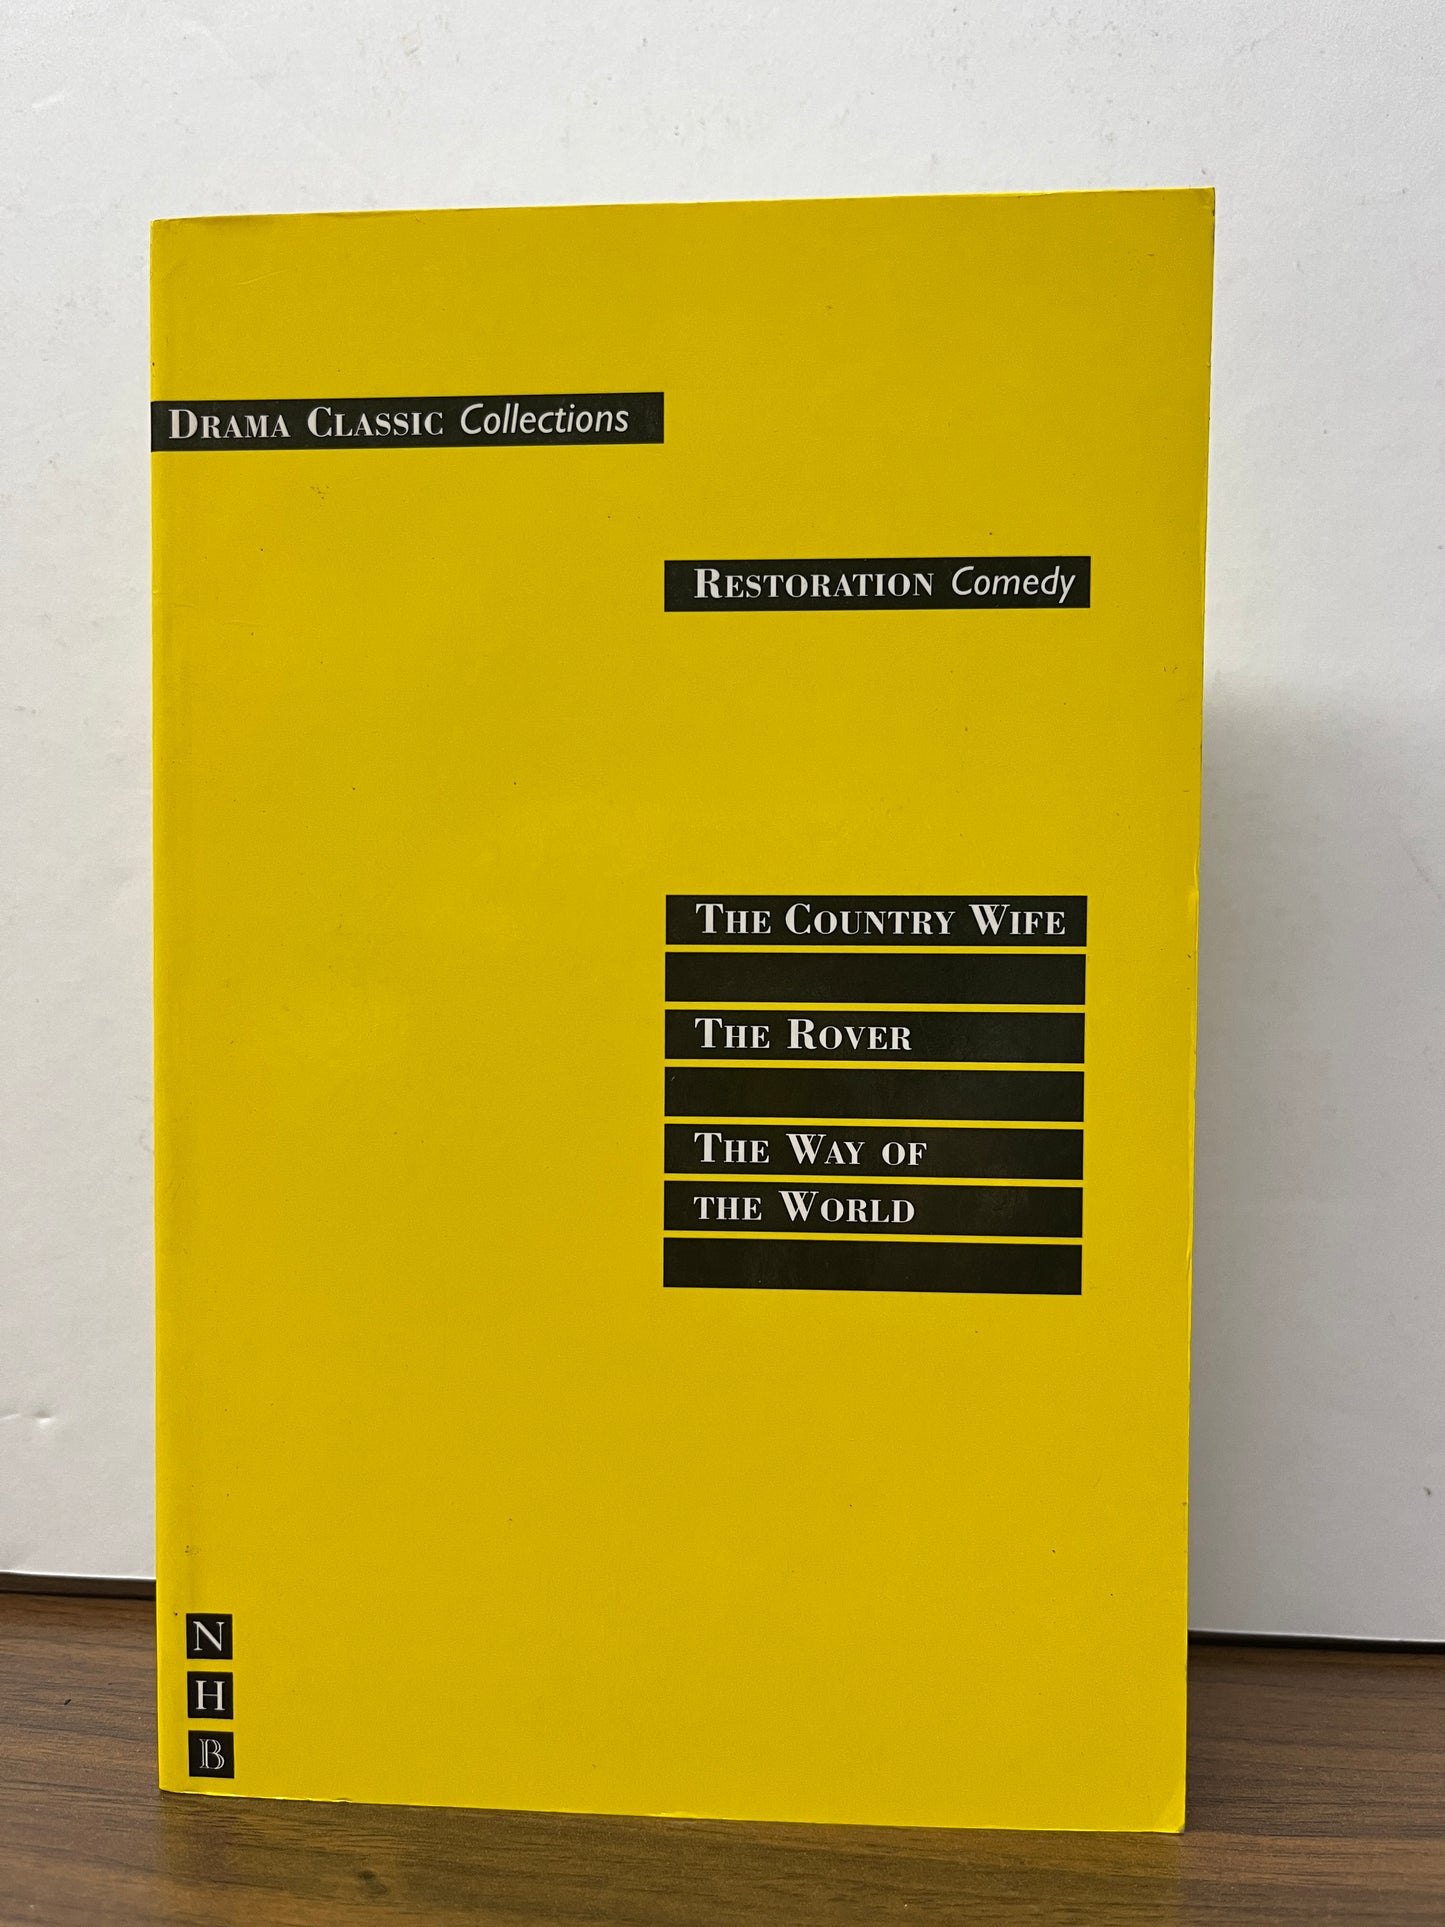 DRAMA CLASSIC Collections
RESTORATION Comedy
THE COUNTRY WIFE
THE ROVER
THE WAY OF
THE WORLD
N
H
B